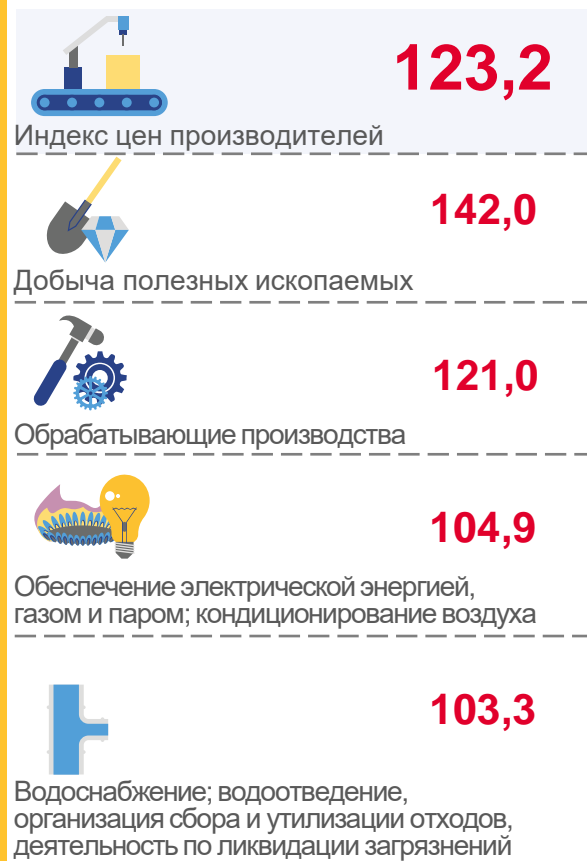 123,2
Индекс цен производителей
142,0
Добыча полезных ископаемых
121,0
Обрабатывающие производства
104,9
Обеспечение электрической энергией,
газом и паром; кондиционирование воздуха
103,3
Водоснабжение; водоотведение,
организация сбора и утилизации отходов,
деятельность по ликвидации загрязнений